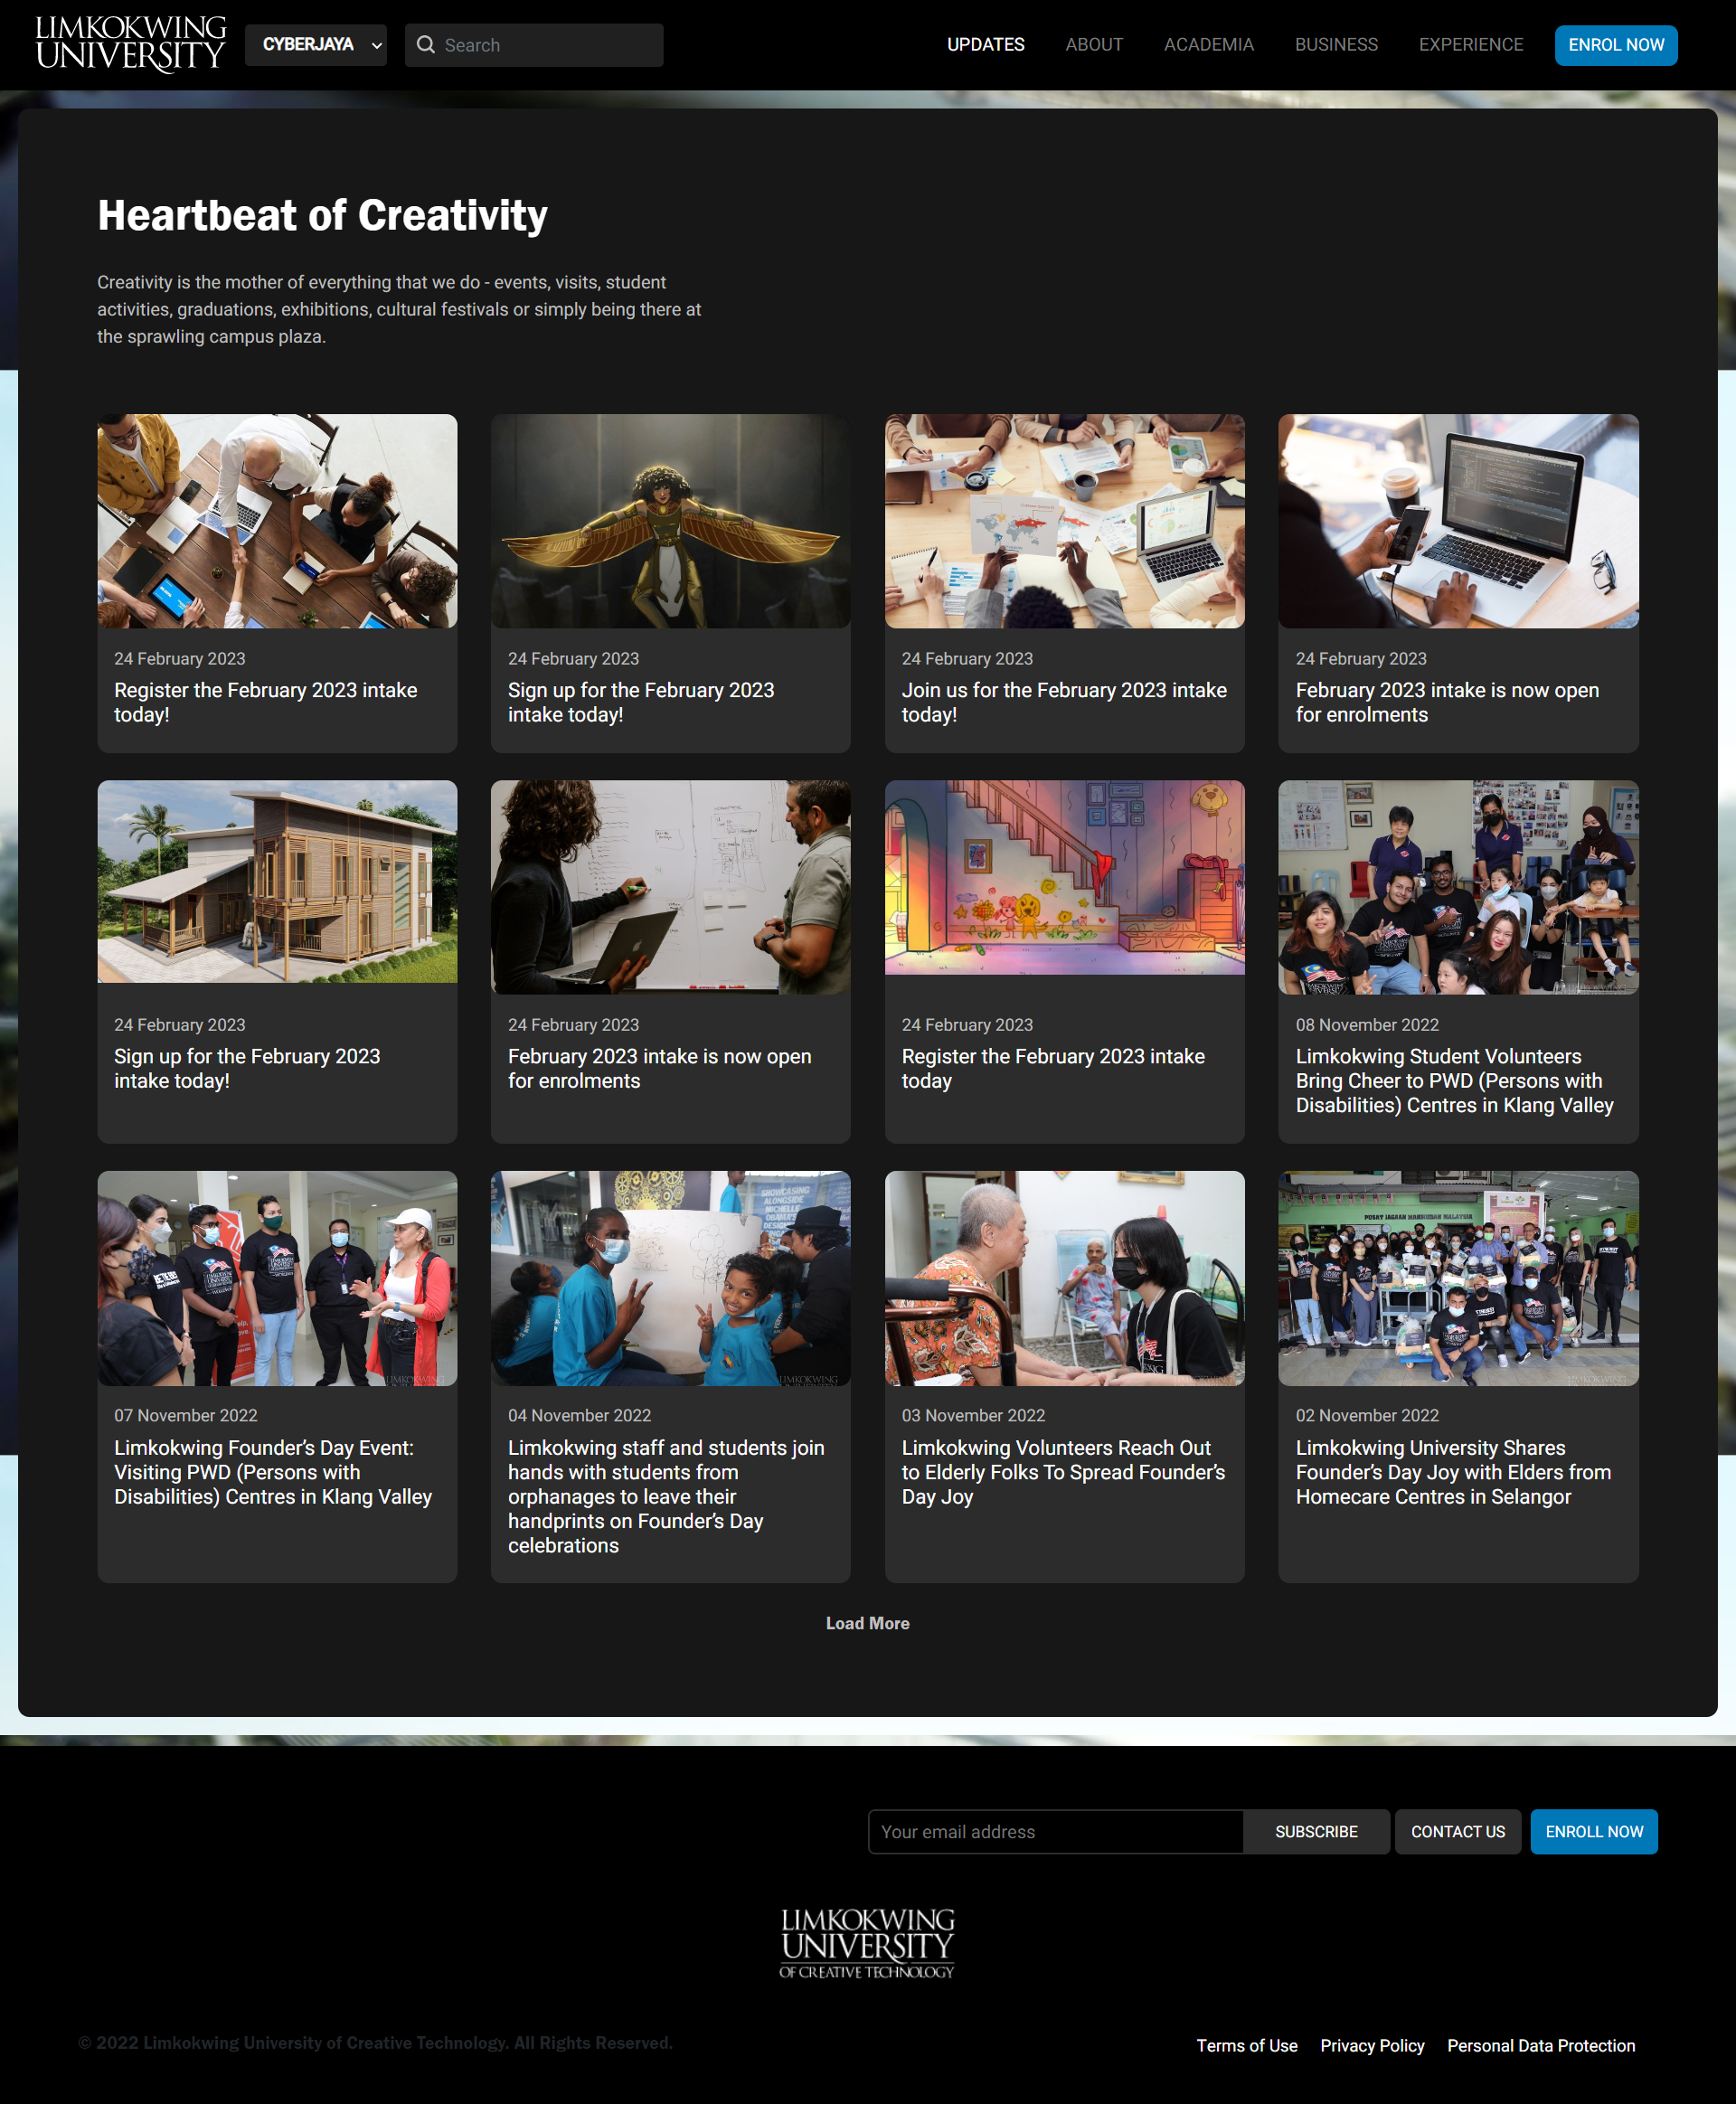 LIMKOKWING
UNIVERSITY
CYBERJAYA
Search
UPDATES
ABOUT
ACADEMIA
BUSINESS
EXPERIENCE
ENROL NOW
Heartbeat of Creativity
Creativity is the mother of everything that we do - events, visits, student
activities, graduations, exhibitions, cultural festivals or simply being there at
the sprawling campus plaza.
24 February 2023
Register the February 2023 intake
today!
24 February 2023
Sign up for the February 2023
intake today!
24 February 2023
Join us for the February 2023 intake
today!
24 February 2023
February 2023 intake is now open
for enrolments
24 February 2023
Sign up for the February 2023
intake today!
24 February 2023
February 2023 intake is now open
for enrolments
24 February 2023
Register the February 2023 intake
today
08 November 2022
Limkokwing Student Volunteers
Bring Cheer to PWD (Persons with
Disabilities) Centres in Klang Valley
SHOWCASING
ALONGSIDE
MICHELLE
OBAMA'S
PUSAT JAGAAN MAHMUDAH MALAYSIA
07 November 2022
Limkokwing Founder’s Day Event:
Visiting PWD (Persons with
Disabilities) Centres in Klang Valley
04 November 2022
Limkokwing staff and students join
hands with students from
orphanages to leave their
handprints on Founder’s Day
celebrations
03 November 2022
Limkokwing Volunteers Reach Out
to Elderly Folks To Spread Founder’s
Day Joy
02 November 2022
Limkokwing University Shares
Founder’s Day Joy with Elders from
Homecare Centres in Selangor
Load More
Your email address
SUBSCRIBE
CONTACT US
ENROLL NOW
LIMKOKWING
UNIVERSITY
OF CREATIVE TECHNOLOGY
© 2022 Limkokwing University of Creative Technology. All Rights Reserved.
Terms of Use
Privacy Policy
Personal Data Protection